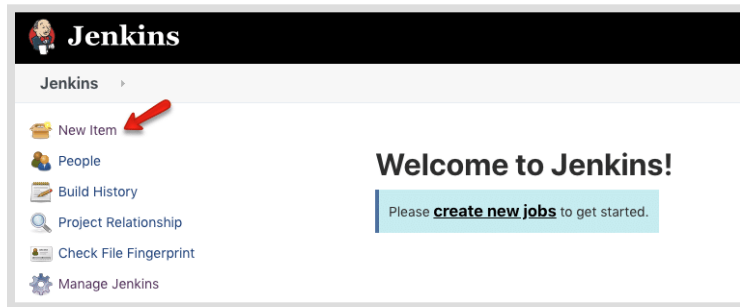 Jenkins
Jenkins
New Item
People
Build History
Project Relationship
Check File Fingerprint
Manage Jenkins
Welcome to Jenkins!
Please create new jobs to get started.